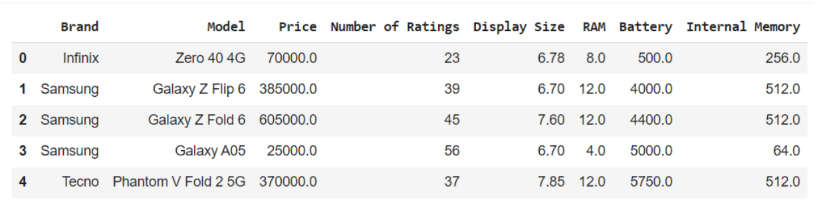 Brand Model Price Number of Ratings Display Size RAM Battery Internal Memory
0 Infinix Zero 40 4G 70000.0 23 6.78 8.0 500.0 256.0
1 Samsung Galaxy Z Flip 6 385000.0 39 6.70 12.0 4000.0 512.0
2 Samsung Galaxy Z Fold 6 605000.0 45 7.60 12.0 4400.0 512.0
3 Samsung Galaxy A05 25000.0 56 6.70 4.0 5000.0 64.0
4 Tecno Phantom V Fold 2 5G 370000.0 37 7.85 12.0 5750.0 512.0